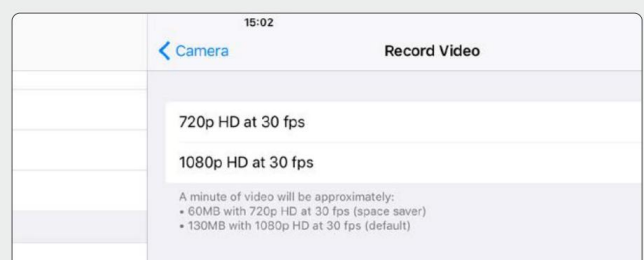 15:02
Camera
Record Video
720p HD at 30 fps
1080p HD at 30 fps
A minute of video will be approximately:
• 60MB with 720p HD at 30 fps (space saver)
• 130MB with 1080p HD at 30 fps (default)